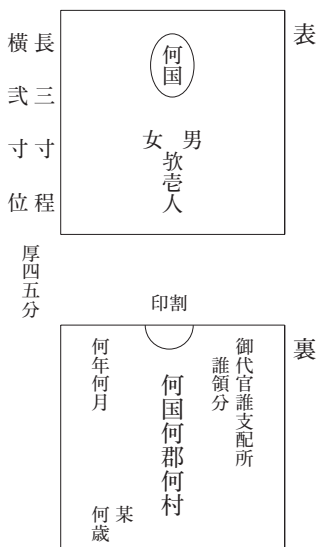 表
何国
男
女
欤壱人
長三寸程
横弐寸位
厚四五分
裏
印割
御代官誰支配所
誰領分
何国何郡何村
某
何歳
何年何月